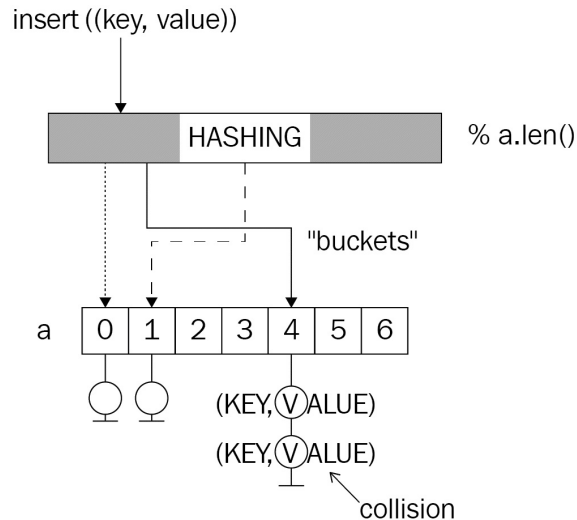 insert ((key, value))
HASHING
% a.len()
"buckets"
a 0 1 2 3 4 5 6
(KEY, VALUE)
(KEY, VALUE)
collision